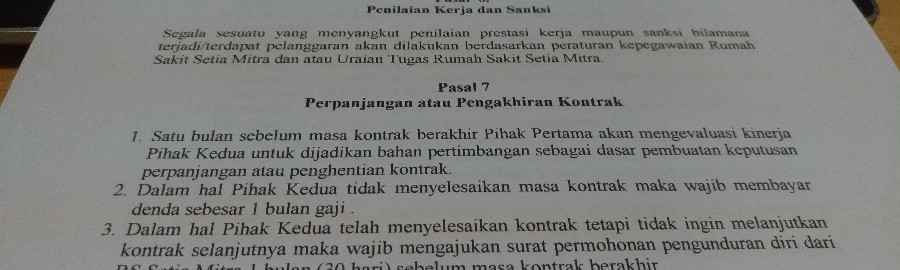 Penilaian Kerja dan Sanksi
Segala sesuatu yang menyangkut penilaian prestasi kerja maupun sanksi bilamana
terjadi/terdapat pelanggaran akan dilakukan berdasarkan peraturan kepegawaian Rumah
Sakit Setia Mitra dan atau Uraian Tugas Rumah Sakit Setia Mitra.
Pasal 7
Perpanjangan atau Pengakhiran Kontrak
1. Satu bulan sebelum masa kontrak berakhir Pihak Pertama akan mengevaluasi kinerja
Pihak Kedua untuk dijadikan bahan pertimbangan sebagai dasar pembuatan keputusan
perpanjangan atau penghentian kontrak.
2. Dalam hal Pihak Kedua tidak menyelesaikan masa kontrak maka wajib membayar
denda sebesar 1 bulan gaji .
3. Dalam hal Pihak Kedua telah menyelesaikan kontrak tetapi tidak ingin melanjutkan
kontrak selanjutnya maka wajib mengajukan surat permohonan pengunduran diri dari
RS Setia Mitra 1 bulan (30 hari) sebelum masa kontrak berakhir